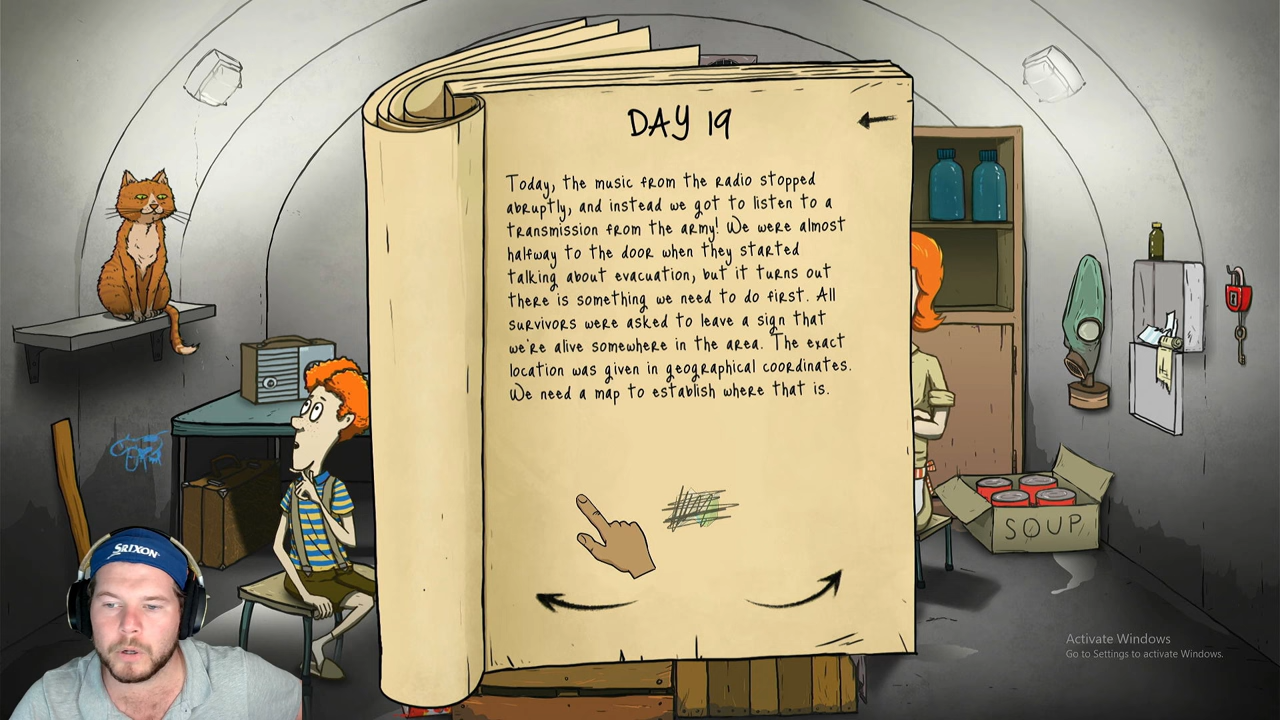 DAY 19
Today, the music from the radio stopped
abruptly, and instead we got to listen to a
transmission from the army! We were almost
halfway to the door when they started
talking about evacuation, but it turns out
there is something we need to do first. All
survivors were asked to leave a sign that
we're alive somewhere in the area. The exact
location was given in geographical coordinates.
We need a map to establish where that is.
SOUP
SRIXON
Activate Windows
Go to Settings to activate Windows.